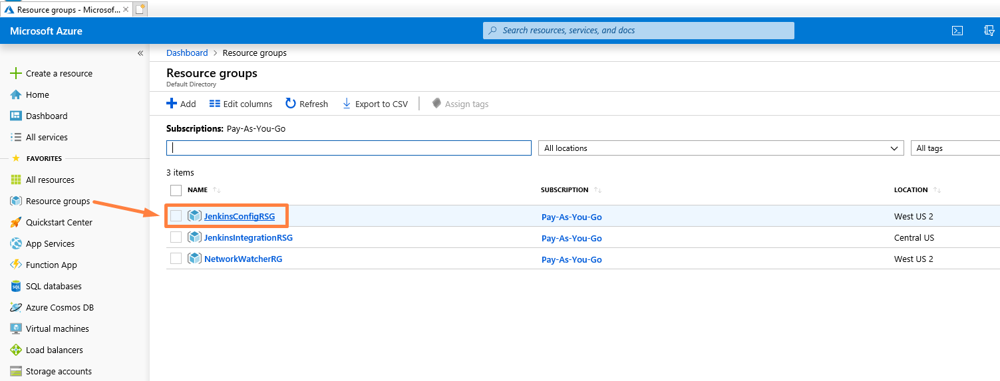 Resource groups - Microsof...
Microsoft Azure
Search resources, services, and docs
Create a resource
Home
Dashboard
All services
FAVORITES
All resources
Resource groups
Quickstart Center
App Services
Function App
SQL databases
Azure Cosmos DB
Virtual machines
Load balancers
Storage accounts
Dashboard > Resource groups
Resource groups
Default Directory
Add Edit columns Refresh Export to CSV Assign tags
Subscriptions: Pay-As-You-Go
All locations All tags
3 items
NAME SUBSCRIPTION LOCATION
JenkinsConfigRSG Pay-As-You-Go West US 2
JenkinsIntegrationRSG Pay-As-You-Go Central US
NetworkWatcherRG Pay-As-You-Go West US 2